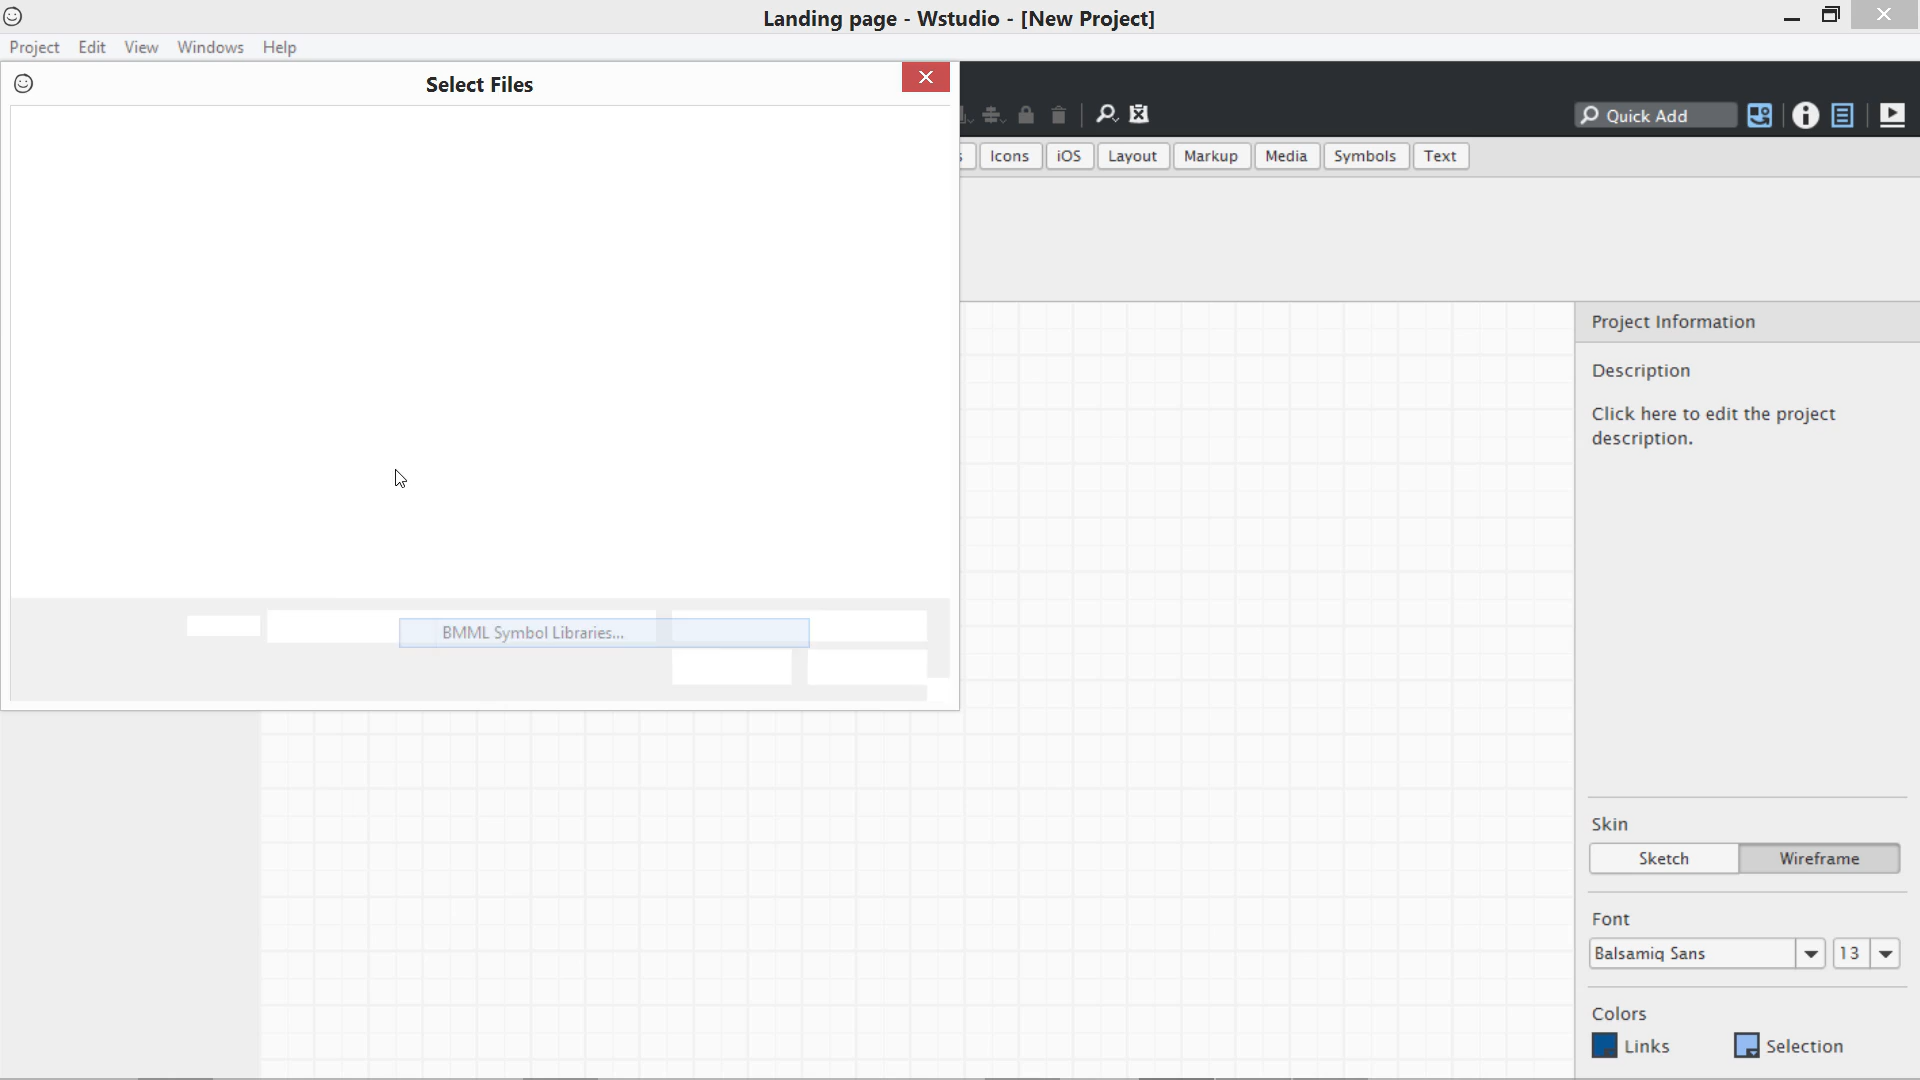 Landing page - Wstudio - [New Project]
Project Edit View Windows Help
Select Files
Quick Add
Icons iOS Layout Markup Media Symbols Text
Project Information
Description
Click here to edit the project
description.
BMML Symbol Libraries...
Skin
Sketch Wireframe
Font
Balsamiq Sans 13
Colors
Links Selection